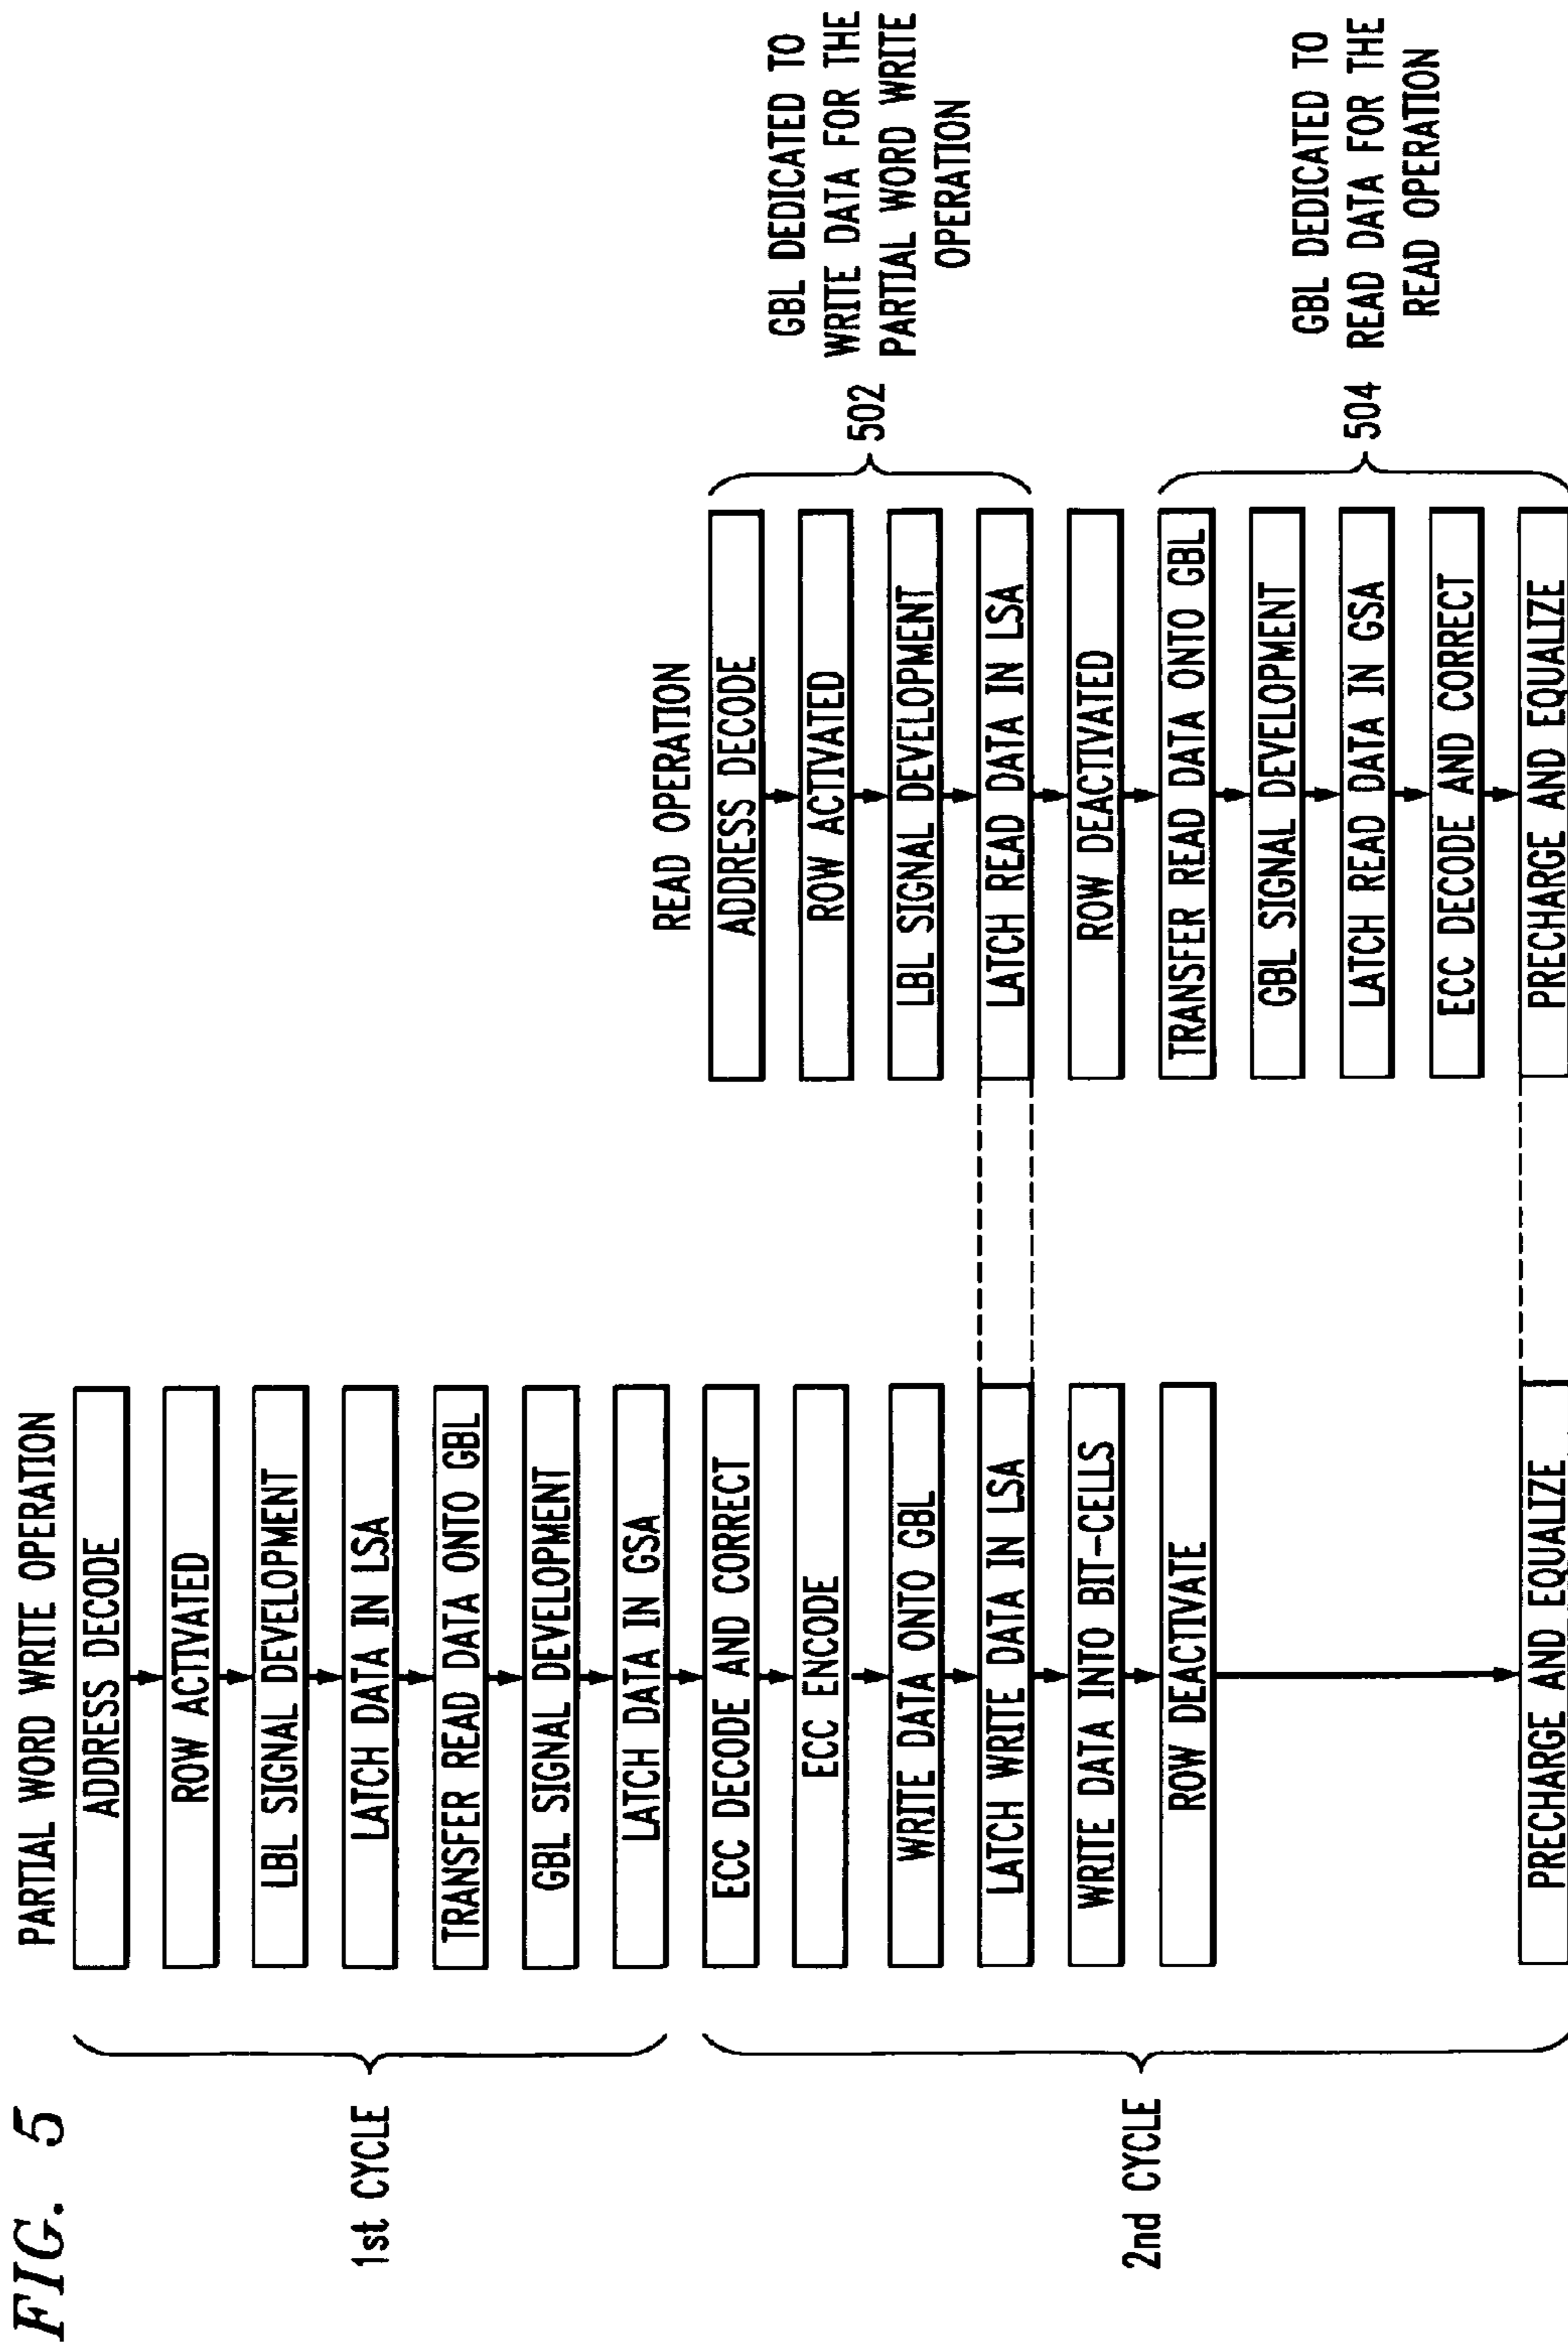 FIG. 5
PARTIAL WORD WRITE OPERATION
1st CYCLE
ADDRESS DECODE
ROW ACTIVATED
LBL SIGNAL DEVELOPMENT
LATCH DATA IN LSA
TRANSFER READ DATA ONTO GBL
GBL SIGNAL DEVELOPMENT
LATCH DATA IN GSA
2nd CYCLE
ECC DECODE AND CORRECT
ECC ENCODE
WRITE DATA ONTO GBL
LATCH WRITE DATA IN LSA
WRITE DATA INTO BIT-CELLS
ROW DEACTIVATE
PRECHARGE AND EQUALIZE
READ OPERATION
ADDRESS DECODE
ROW ACTIVATED
LBL SIGNAL DEVELOPMENT
LATCH READ DATA IN LSA
ROW DEACTIVATED
TRANSFER READ DATA ONTO GBL
GBL SIGNAL DEVELOPMENT
LATCH READ DATA IN GSA
ECC DECODE AND CORRECT
PRECHARGE AND EQUALIZE
502
GBL DEDICATED TO
WRITE DATA FOR THE
PARTIAL WORD WRITE
OPERATION
504
GBL DEDICATED TO
READ DATA FOR THE
READ OPERATION